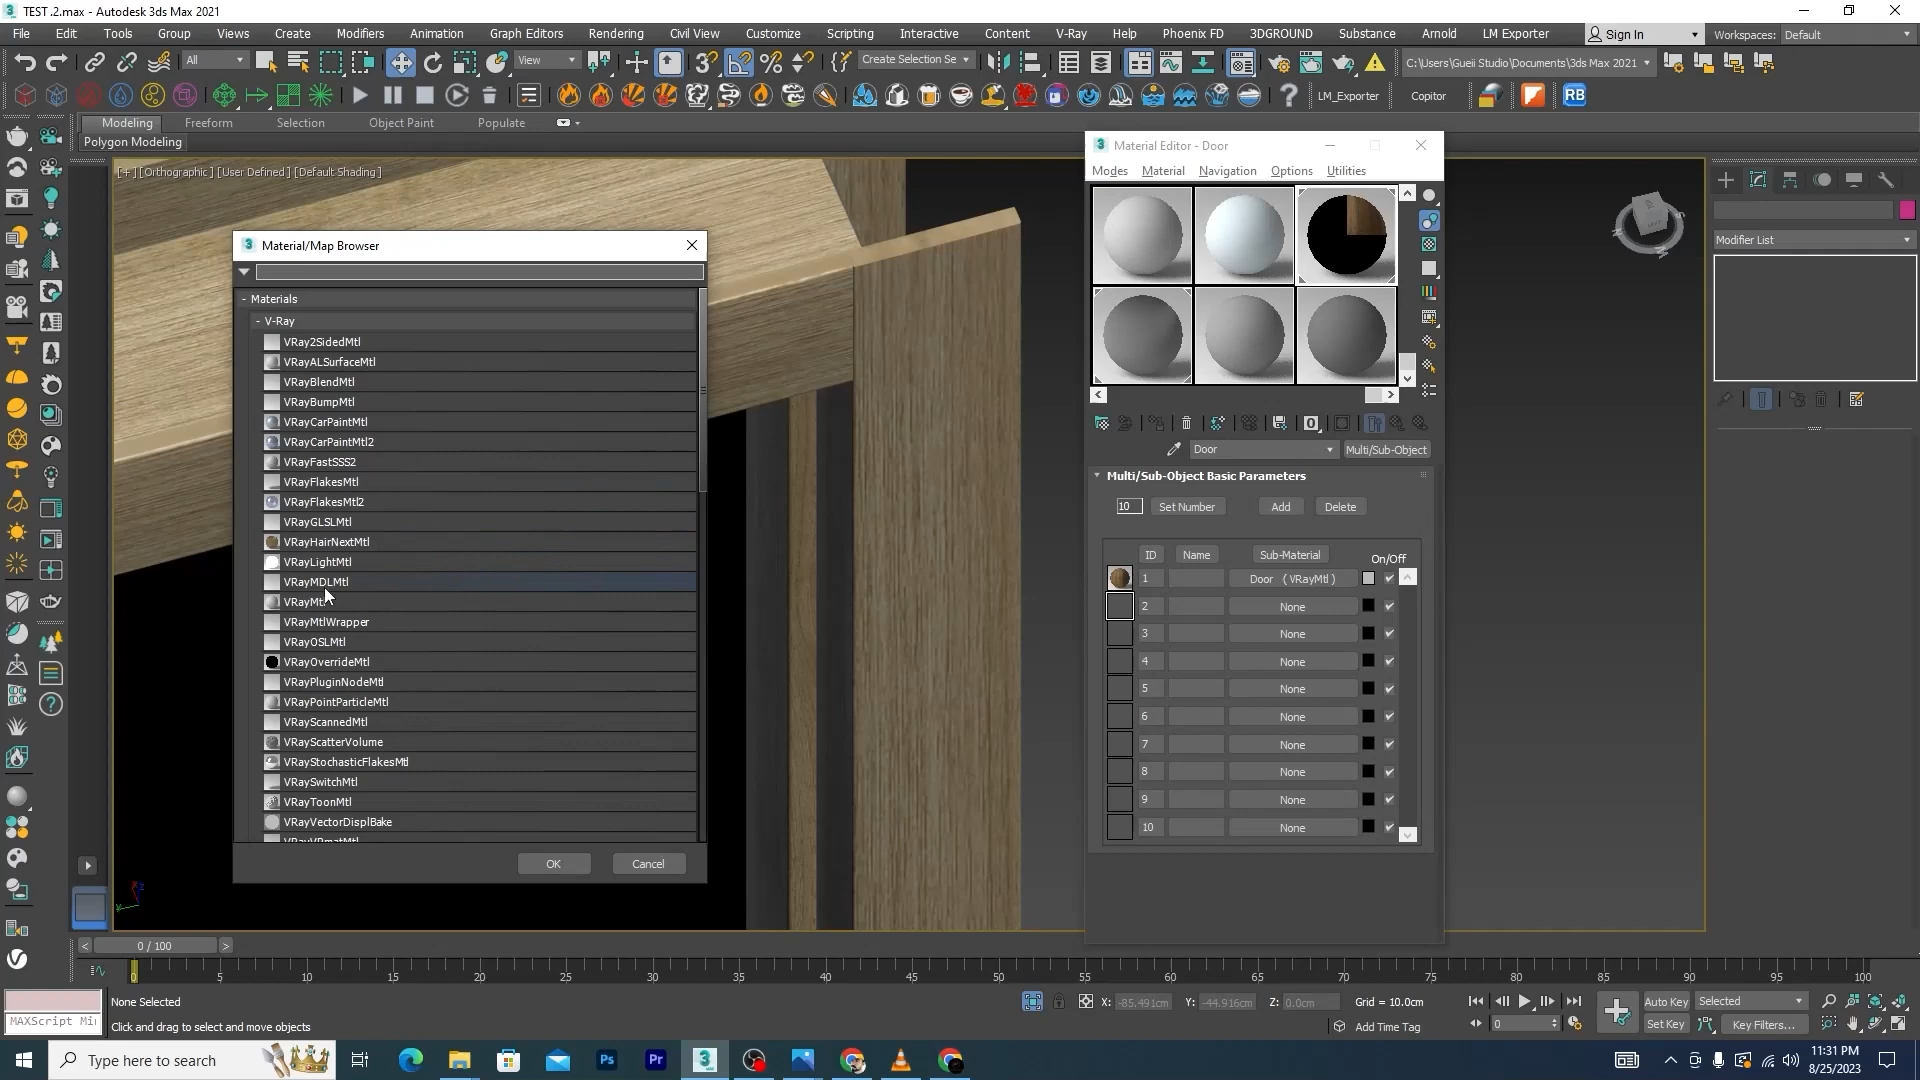 TEST .2.max - Autodesk 3ds Max 2021
File Edit Tools Group Views Create Modifiers Animation Graph Editors Rendering Civil View Customize Scripting Interactive Content V-Ray Help Phoenix FD 3DGROUND Substance Arnold LM Exporter Sign In Workspaces: Default
All View Create Selection Se C:\Users\Gueii Studio\Documents\3ds Max 2021
LM_Exporter Copitor RB
Modeling Freeform Selection Object Paint Populate
Polygon Modeling
[+] [Orthographic ] [User Defined ] [Default Shading ]
Material Editor - Door
Modes Material Navigation Options Utilities
Modifier List
Material/Map Browser
- Materials
- V-Ray
VRay2SidedMtl
VRayALSurfaceMtl
VRayBlendMtl
VRayBumpMtl
VRayCarPaintMtl
VRayCarPaintMtl2
VRayFastSSS2
VRayFlakesMtl
VRayFlakesMtl2
VRayGLSLMtl
VRayHairNextMtl
VRayLightMtl
VRayMDLMtl
VRayMtl
VRayMtlWrapper
VRayOSLMtl
VRayOverrideMtl
VRayPluginNodeMtl
VRayPointParticleMtl
VRayScannedMtl
VRayScatterVolume
VRayStochasticFlakesMtl
VRaySwitchMtl
VRayToonMtl
VRayVectorDisplBake
VRayVRmatMtl
OK Cancel
Door Multi/Sub-Object
Multi/Sub-Object Basic Parameters
10 Set Number Add Delete
ID Name Sub-Material On/Off
1 Door ( VRayMtl )
2 None
3 None
4 None
5 None
6 None
7 None
8 None
9 None
10 None
< 0 / 100 >
0 5 10 15 20 25 30 35 40 45 50 55 60 65 70 75 80 85 90 95 100
None Selected X: -85.491cm Y: -44.916cm Z: 0.0cm Grid = 10.0cm Auto Key Selected
MAXScript Mi Click and drag to select and move objects Add Time Tag 0 Set Key Key Filters...
Type here to search Ps Pr 3 11:31 PM
8/25/2023